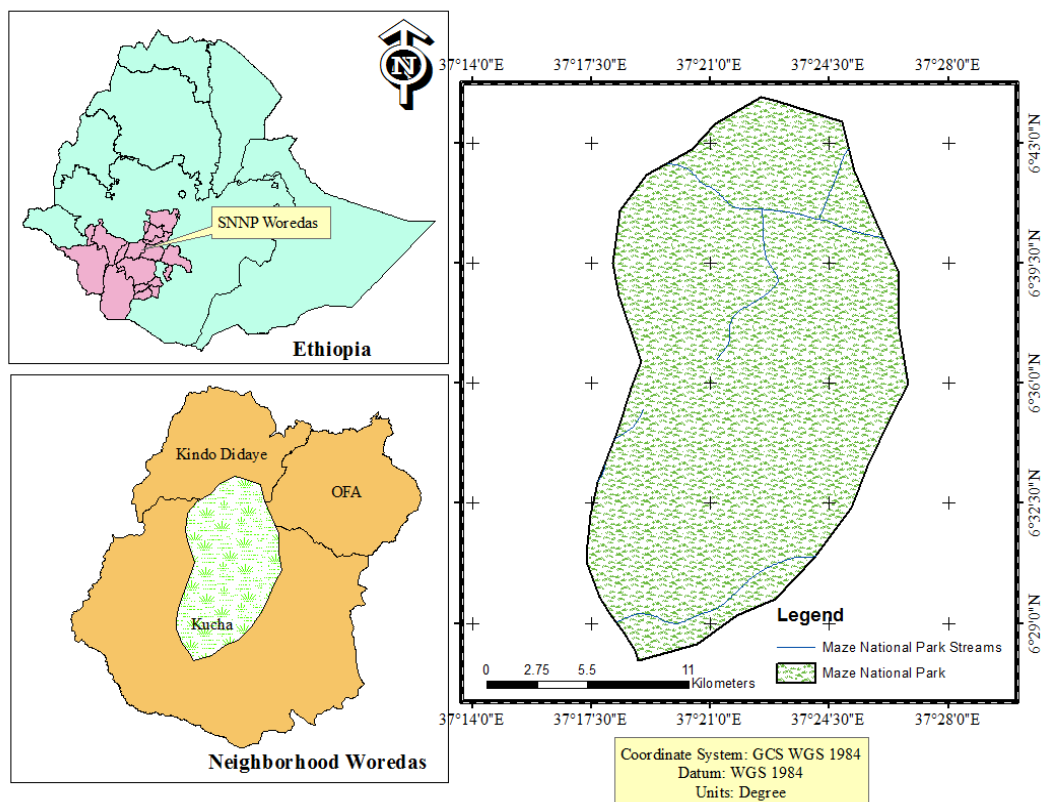 N
SNNP Woredas
Ethiopia
Kindo Didaye
OFA
Kucha
Neighborhood Woredas
37°14'0"E
37°17'30"E
37°21'0"E
37°24'30"E
37°28'0"E
6°43'0"N
6°39'30"N
6°36'0"N
6°32'30"N
6°29'0"N
Legend
Maze National Park Streams
Maze National Park
0 2.75 5.5 11
Kilometers
37°14'0"E
37°17'30"E
37°21'0"E
37°24'30"E
37°28'0"E
Coordinate System: GCS WGS 1984
Datum: WGS 1984
Units: Degree